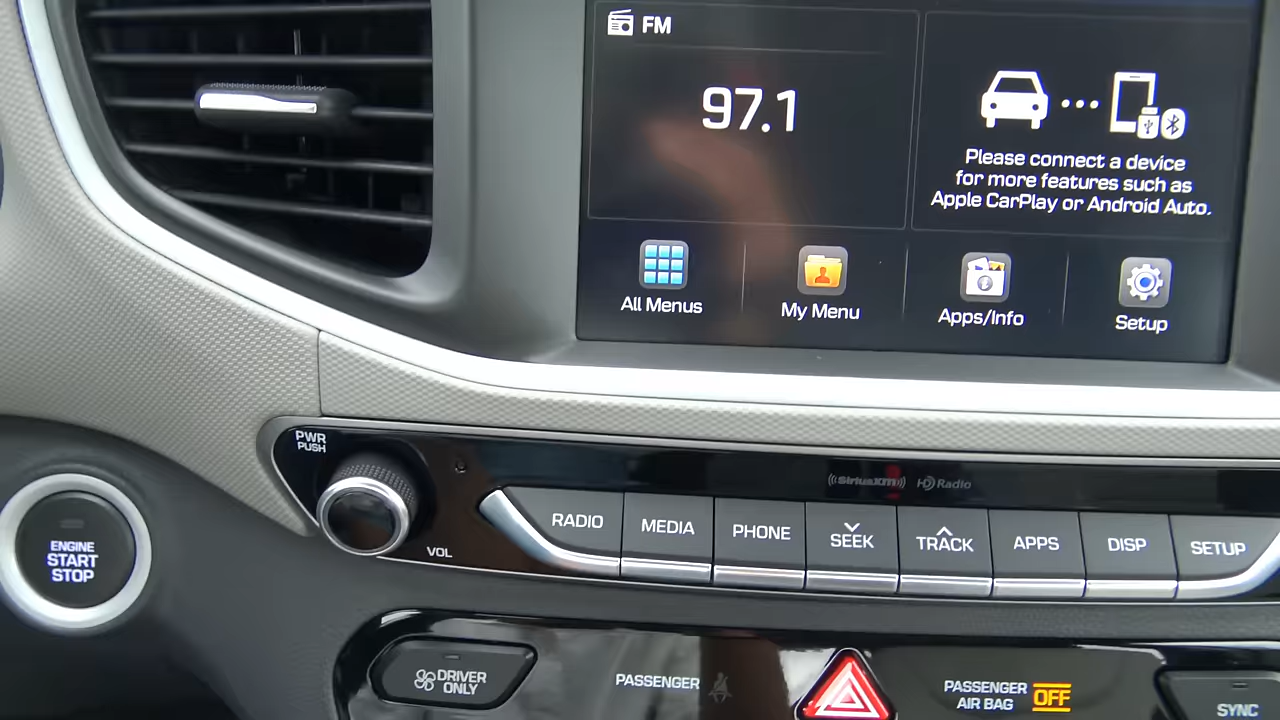 FM
97.1
Please connect a device
for more features such as
Apple CarPlay or Android Auto.
All Menus
My Menu
Apps/Info
Setup
PWR
PUSH
VOL
((SiriusXM))
HD Radio
RADIO
MEDIA
PHONE
SEEK
TRACK
APPS
DISP
SETUP
ENGINE
START
STOP
DRIVER
ONLY
PASSENGER
PASSENGER
AIR BAG
OFF
SYNC